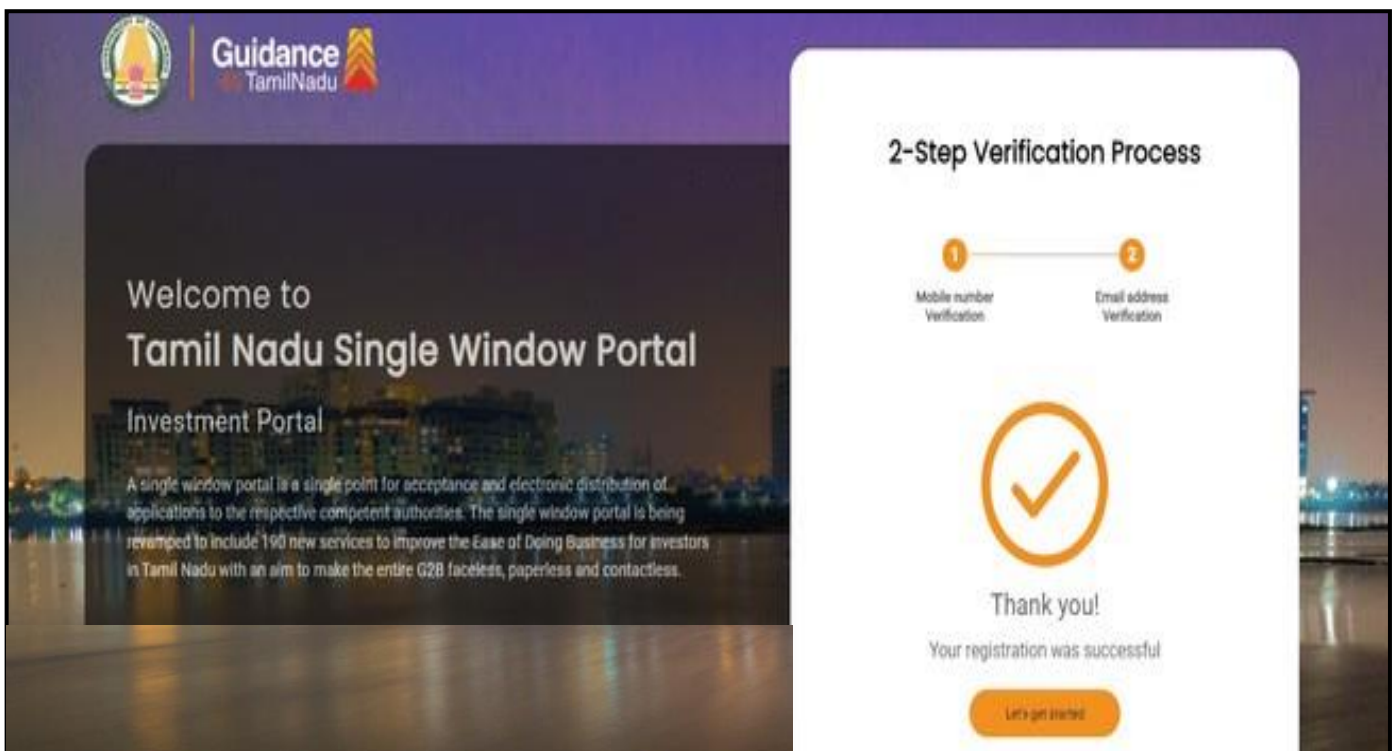 Guidance
TamilNadu
Welcome to
Tamil Nadu Single Window Portal
Investment Portal
A single window portal is a single point for acceptance and electronic distribution of
applications to the respective competent authorities. The single window portal is being
revamped to include 190 new services to improve the Ease of Doing Business for investors
in Tamil Nadu with an aim to make the entire G2B faceless, paperless and contactless.
2-Step Verification Process
1
2
Mobile number
Verification
Email address
Verification
Thank you!
Your registration was successful
Let's get started